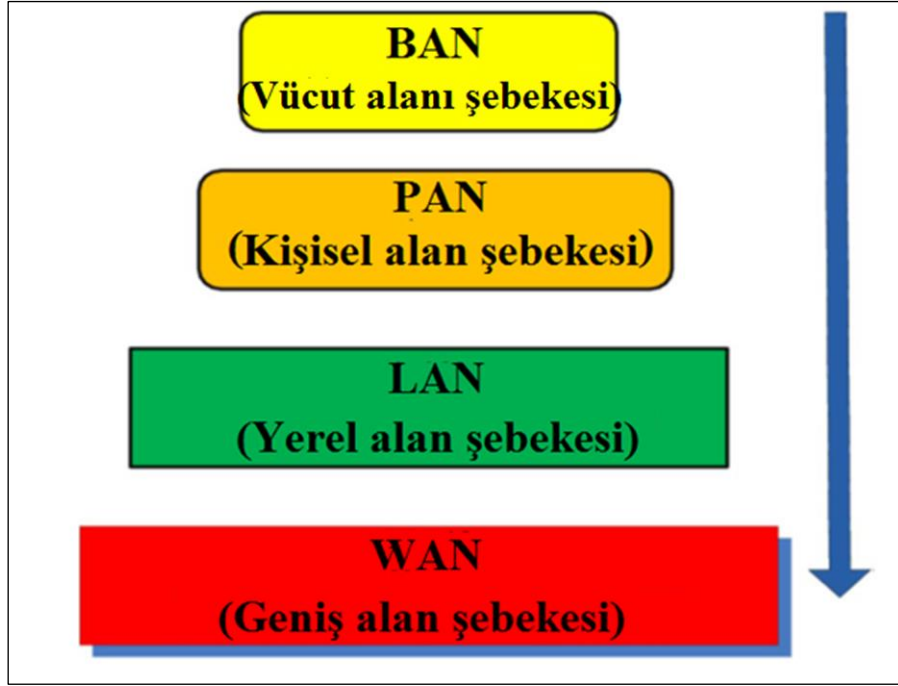 BAN
(Vücut alanı şebekesi)
PAN
(Kişisel alan şebekesi)
LAN
(Yerel alan şebekesi)
WAN
(Geniş alan şebekesi)